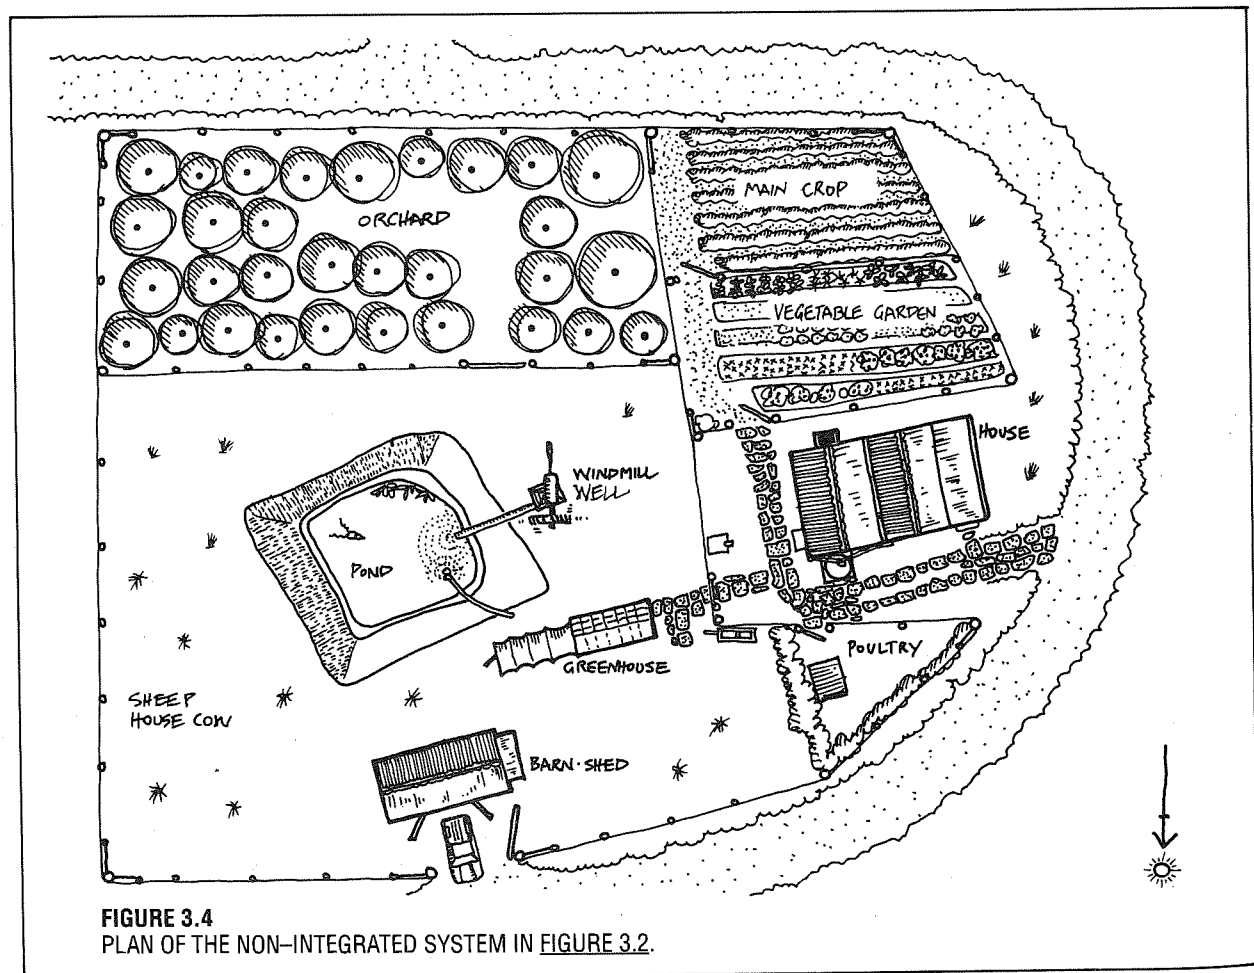 ORCHARD
MAIN CROP
VEGETABLE GARDEN
HOUSE
WINDMILL
WELL
POND
GREENHOUSE
POULTRY
SHEEP
HOUSE COW
BARN·SHED
FIGURE 3.4
PLAN OF THE NON–INTEGRATED SYSTEM IN FIGURE 3.2.